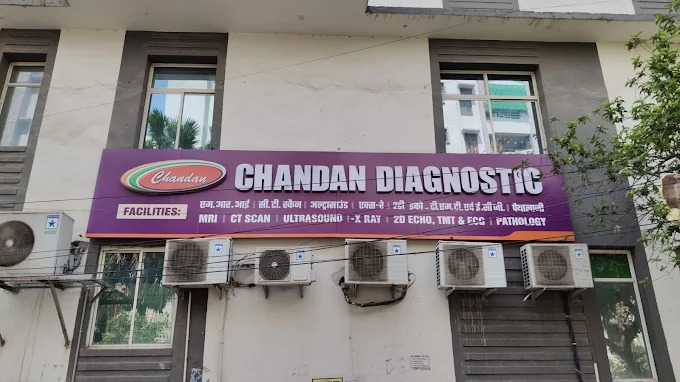 Chandan
CHANDAN DIAGNOSTIC
FACILITIES:
एम.आर.आई | सी.टी.स्कैन | अल्ट्रासाउंड | एक्स-रे | 2डी इको-टी.एम.टी.एवं ई.सी.जी. | पैथालाजी
MRI | CT SCAN | ULTRASOUND | -X RAY | 2D ECHO, TMT & ECG | PATHOLOGY